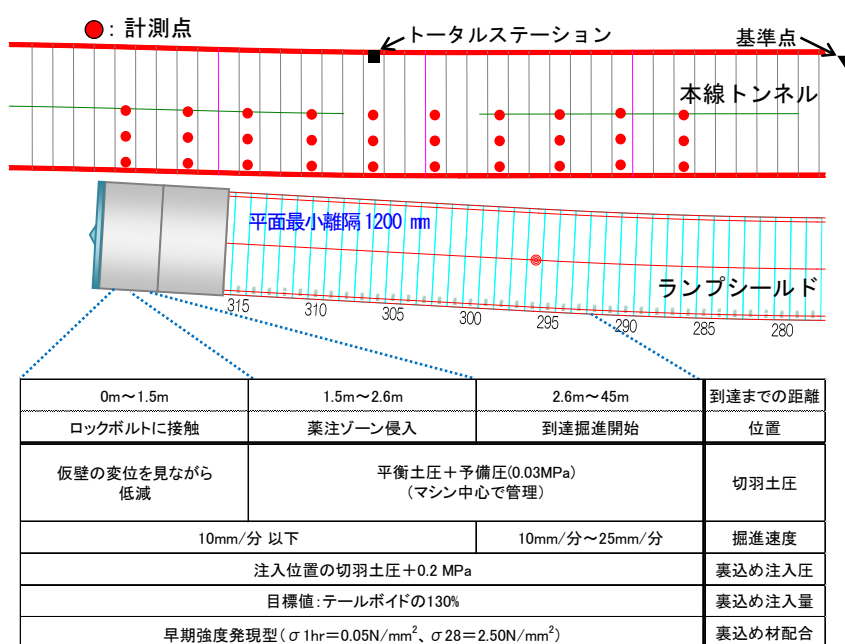 ：計測点
トータルステーション
基準点
本線トンネル
平面最小離隔 1200 mm
ランプシールド
315
310
305
300
295
290
285
280
0m～1.5m 1.5m～2.6m 2.6m～45m 到達までの距離
ロックボルトに接触 薬注ゾーン侵入 到達掘進開始 位置
仮壁の変位を見ながら
低減
平衡土圧＋予備圧(0.03MPa)
(マシン中心で管理)
切羽土圧
10mm/分 以下 10mm/分～25mm/分 掘進速度
注入位置の切羽土圧＋0.2 MPa 裏込め注入圧
目標値：テールボイドの130% 裏込め注入量
早期強度発現型（σ1hr＝0.05N/mm²、σ28＝2.50N/mm²） 裏込め材配合